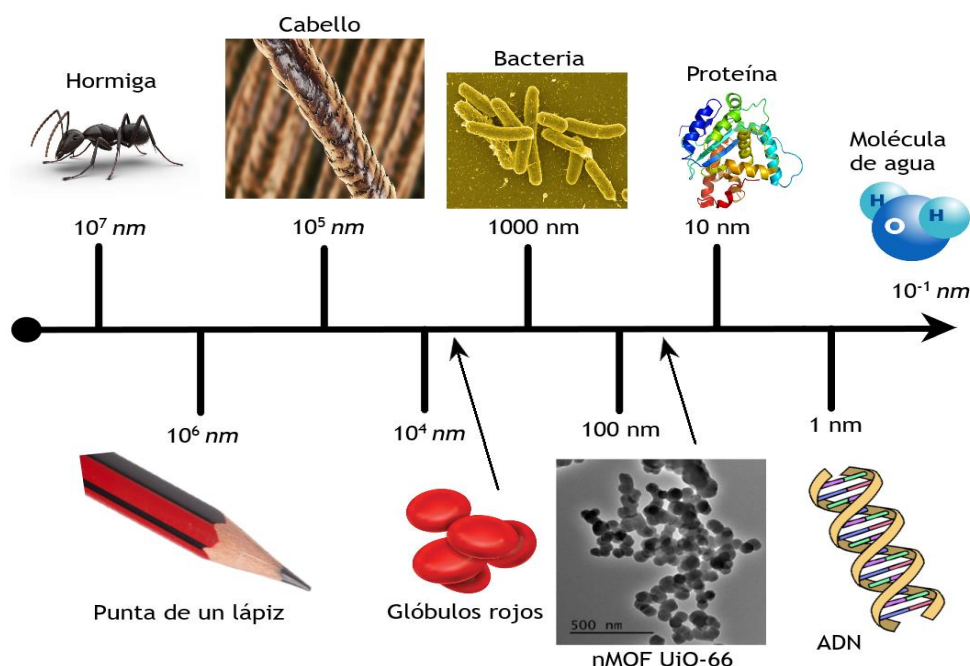 Cabello
Hormiga
Bacteria
Proteína
Molécula
de agua
H
H
O
10⁷ nm
10⁵ nm
1000 nm
10 nm
10⁻¹ nm
10⁶ nm
10⁴ nm
100 nm
1 nm
500 nm
Punta de un lápiz
Glóbulos rojos
nMOF UiO-66
ADN